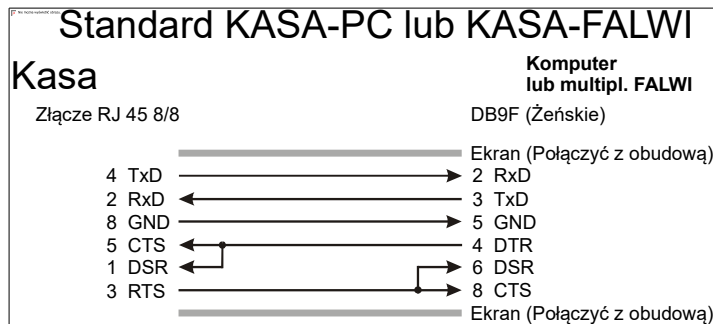 Standard KASA-PC lub KASA-FALWI
Kasa
Komputer
lub multipl. FALWI
Złącze RJ 45 8/8
DB9F (Żeńskie)
Ekran (Połączyć z obudową)
4 TxD 2 RxD
2 RxD 3 TxD
8 GND 5 GND
5 CTS 4 DTR
1 DSR 6 DSR
3 RTS 8 CTS
Ekran (Połączyć z obudową)